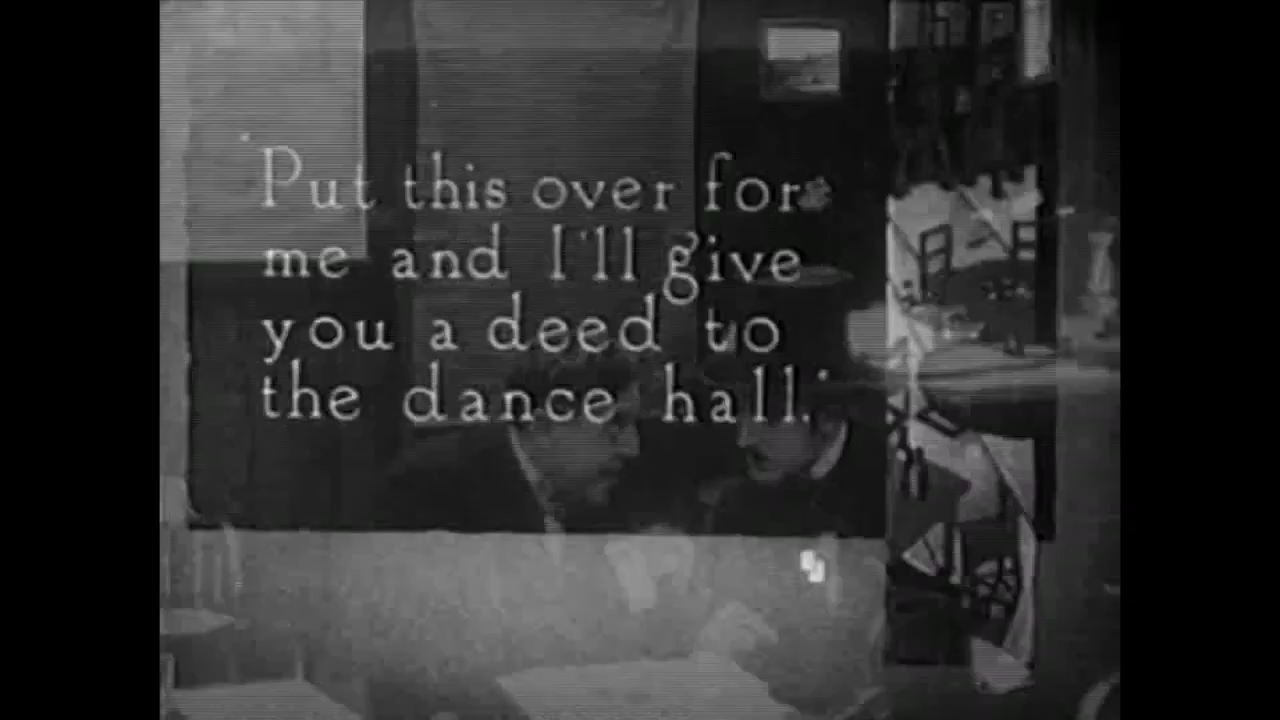 "Put this over for
me and I'll give
you a deed to
the dance hall."